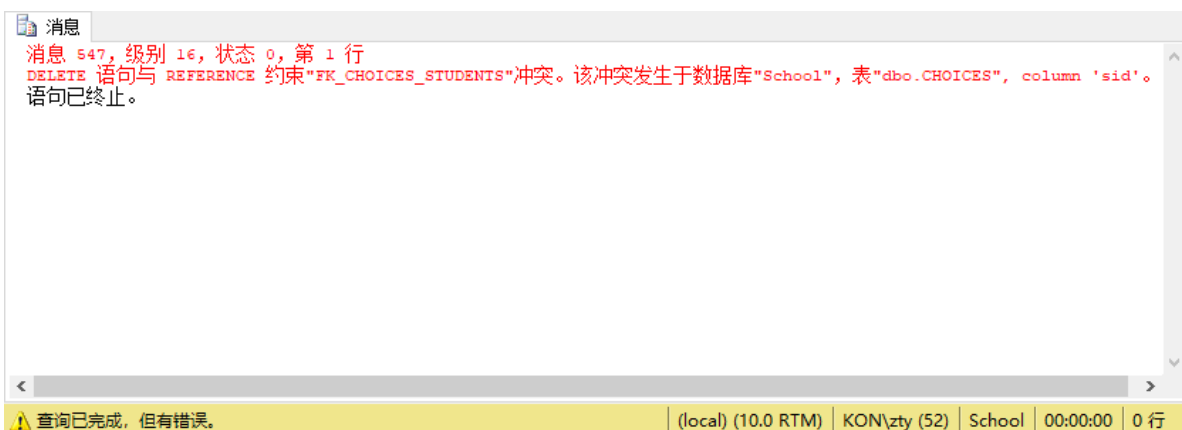 消息
消息 547，级别 16，状态 0，第 1 行
DELETE 语句与 REFERENCE 约束"FK_CHOICES_STUDENTS"冲突。该冲突发生于数据库"School"，表"dbo.CHOICES", column 'sid'。
语句已终止。
查询已完成，但有错误。 (local) (10.0 RTM) KON\zty (52) School 00:00:00 0 行